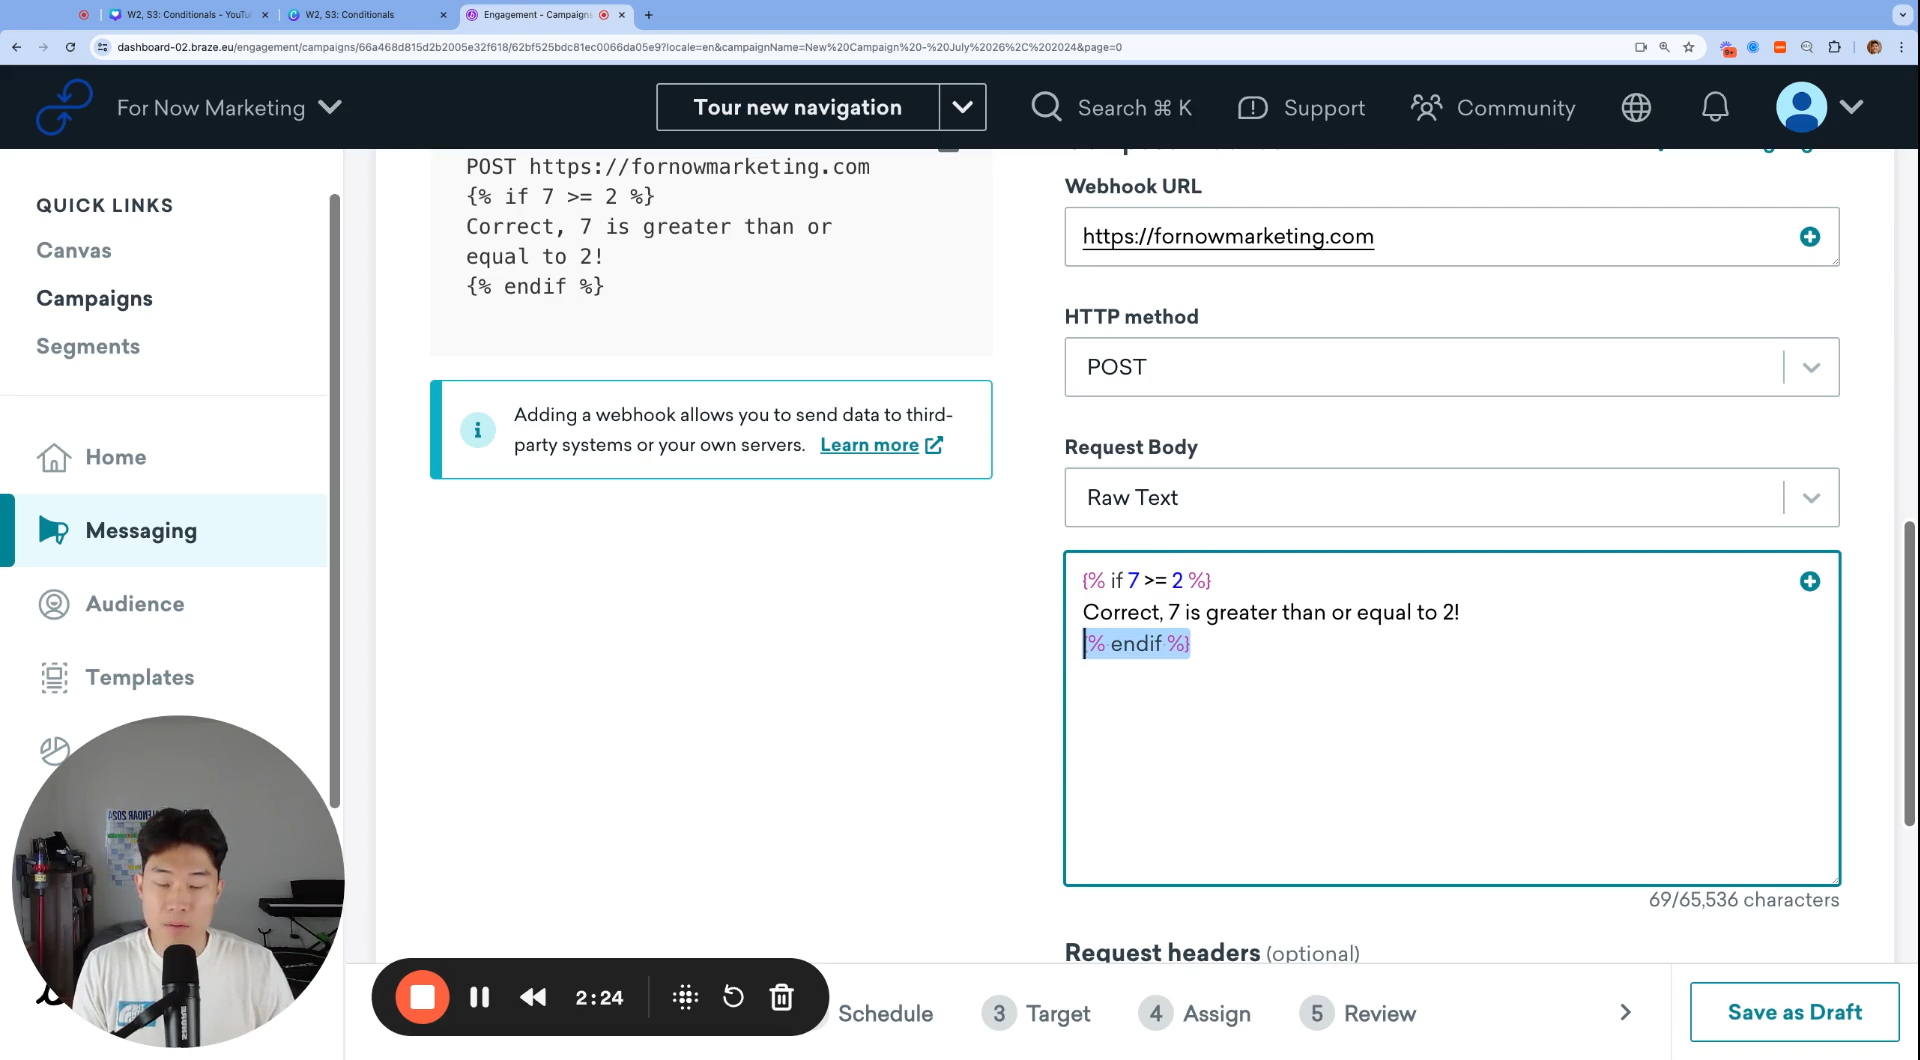 W2, S3: Conditionals - YouTu
W2, S3: Conditionals
Engagement - Campaigns
dashboard-02.braze.eu/engagement/campaigns/66a468d815d2b2005e32f618/62bf525bdc81ec0066da05e9?locale=en&campaignName=New%20Campaign%20-%20July%2026%2C%202024&page=0
For Now Marketing
Tour new navigation
Search ⌘ K
Support
Community
QUICK LINKS
Canvas
Campaigns
Segments
Home
Messaging
Audience
Templates
POST https://fornowmarketing.com
{% if 7 >= 2 %}
Correct, 7 is greater than or
equal to 2!
{% endif %}
Adding a webhook allows you to send data to third-
party systems or your own servers. Learn more
Webhook URL
https://fornowmarketing.com
HTTP method
POST
Request Body
Raw Text
{% if 7 >= 2 %}
Correct, 7 is greater than or equal to 2!
{% endif %}
69/65,536 characters
Request headers (optional)
2:24
Schedule
3 Target
4 Assign
5 Review
Save as Draft